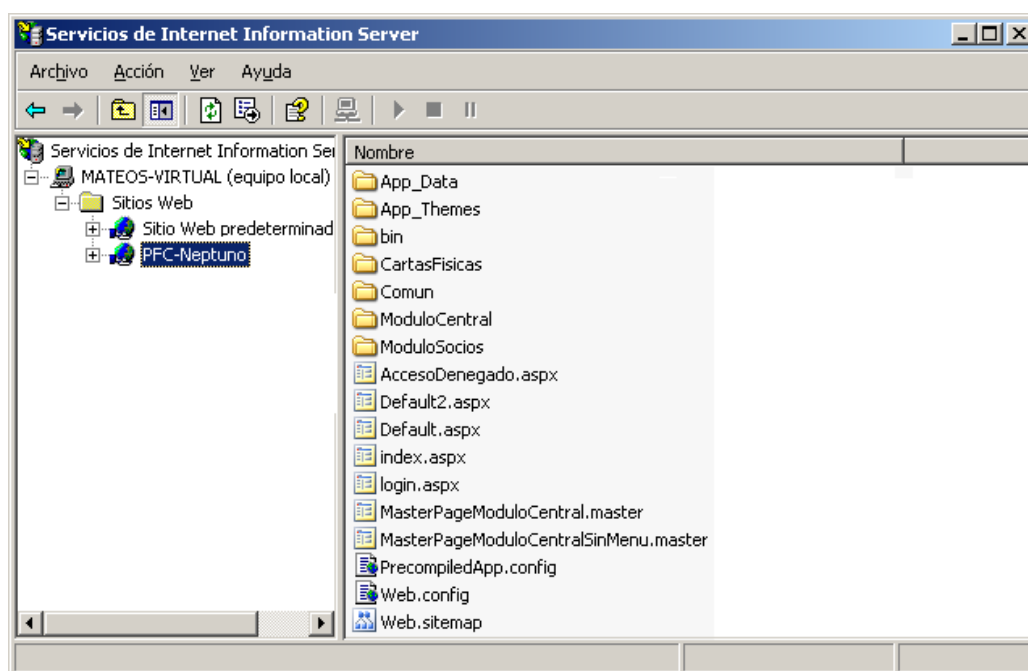 Servicios de Internet Information Server
Archivo Acción Ver Ayuda
Servicios de Internet Information Ser
MATEOS-VIRTUAL (equipo local)
Sitios Web
Sitio Web predeterminad
PFC-Neptuno
Nombre
App_Data
App_Themes
bin
CartasFisicas
Comun
ModuloCentral
ModuloSocios
AccesoDenegado.aspx
Default2.aspx
Default.aspx
index.aspx
login.aspx
MasterPageModuloCentral.master
MasterPageModuloCentralSinMenu.master
PrecompiledApp.config
Web.config
Web.sitemap